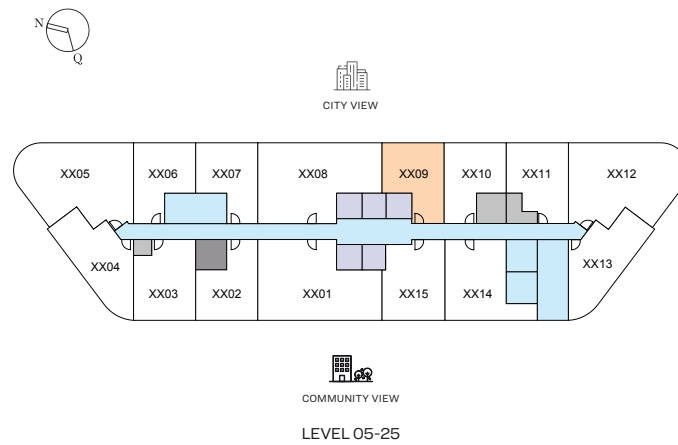 N
Q
CITY VIEW
XX05 XX06 XX07 XX08 XX09 XX10 XX11 XX12
XX04 XX13
XX03 XX02 XX01 XX15 XX14
COMMUNITY VIEW
LEVEL 05-25